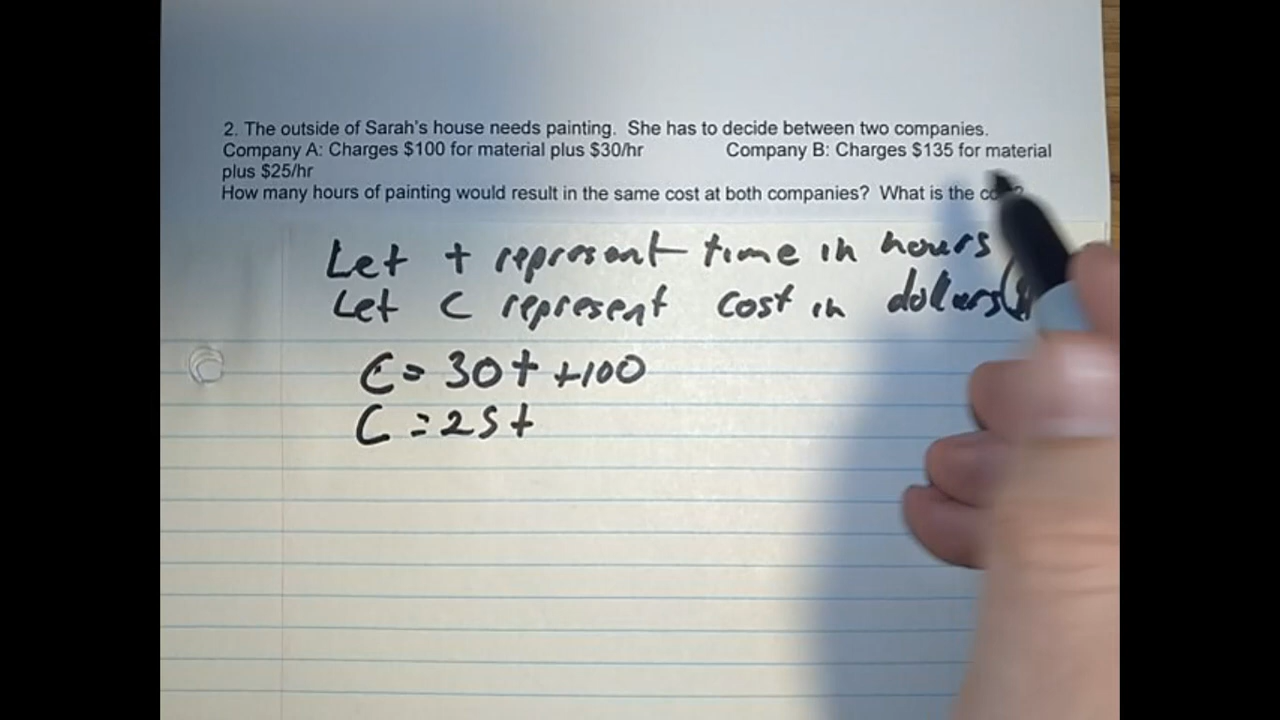 2. The outside of Sarah's house needs painting. She has to decide between two companies.
Company A: Charges $100 for material plus $30/hr Company B: Charges $135 for material
plus $25/hr
How many hours of painting would result in the same cost at both companies? What is the
Let t represent time in hours
Let C represent cost in dollars
C = 30t +100
C = 25t